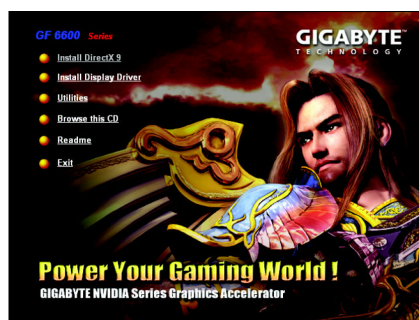 GF 6600 Series
GIGABYTE™
TECHNOLOGY
Install DirectX 9
Install Display Driver
Utilities
Browse this CD
Readme
Exit
Power Your Gaming World !
GIGABYTE NVIDIA Series Graphics Accelerator